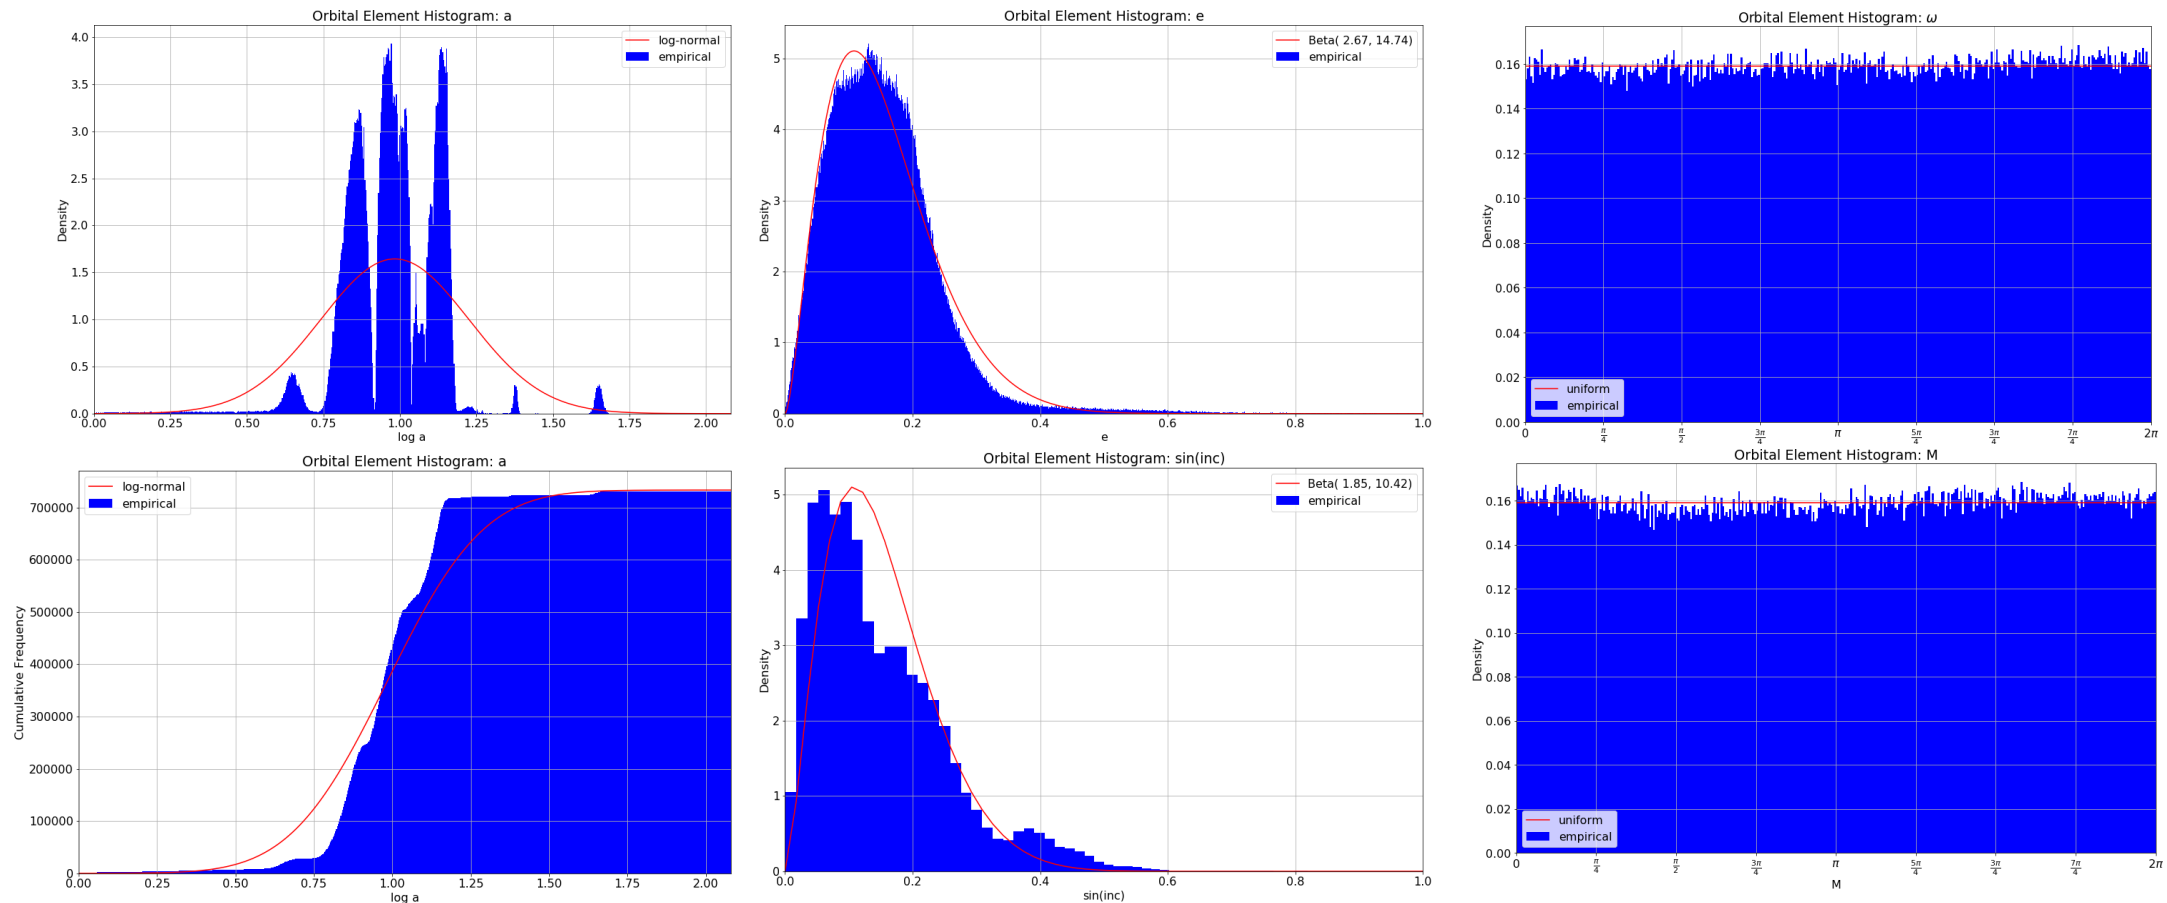 Orbital Element Histogram: a
log-normal
empirical
Density
4.0
3.5
3.0
2.5
2.0
1.5
1.0
0.5
0.0
0.00 0.25 0.50 0.75 1.00 1.25 1.50 1.75 2.00
log a
Orbital Element Histogram: e
Beta( 2.67, 14.74)
empirical
Density
5
4
3
2
1
0
0.0 0.2 0.4 0.6 0.8 1.0
e
Orbital Element Histogram: ω
Density
0.16
0.14
0.12
0.10
0.08
0.06
0.04
0.02
0.00
uniform
empirical
0 π/4 π/2 3π/4 π 5π/4 3π/4 7π/4 2π
Orbital Element Histogram: a
log-normal
empirical
Cumulative Frequency
700000
600000
500000
400000
300000
200000
100000
0
0.00 0.25 0.50 0.75 1.00 1.25 1.50 1.75 2.00
log a
Orbital Element Histogram: sin(inc)
Beta( 1.85, 10.42)
empirical
Density
5
4
3
2
1
0
0.0 0.2 0.4 0.6 0.8 1.0
sin(inc)
Orbital Element Histogram: M
Density
0.16
0.14
0.12
0.10
0.08
0.06
0.04
0.02
0.00
uniform
empirical
0 π/4 π/2 3π/4 π 5π/4 3π/4 7π/4 2π
M